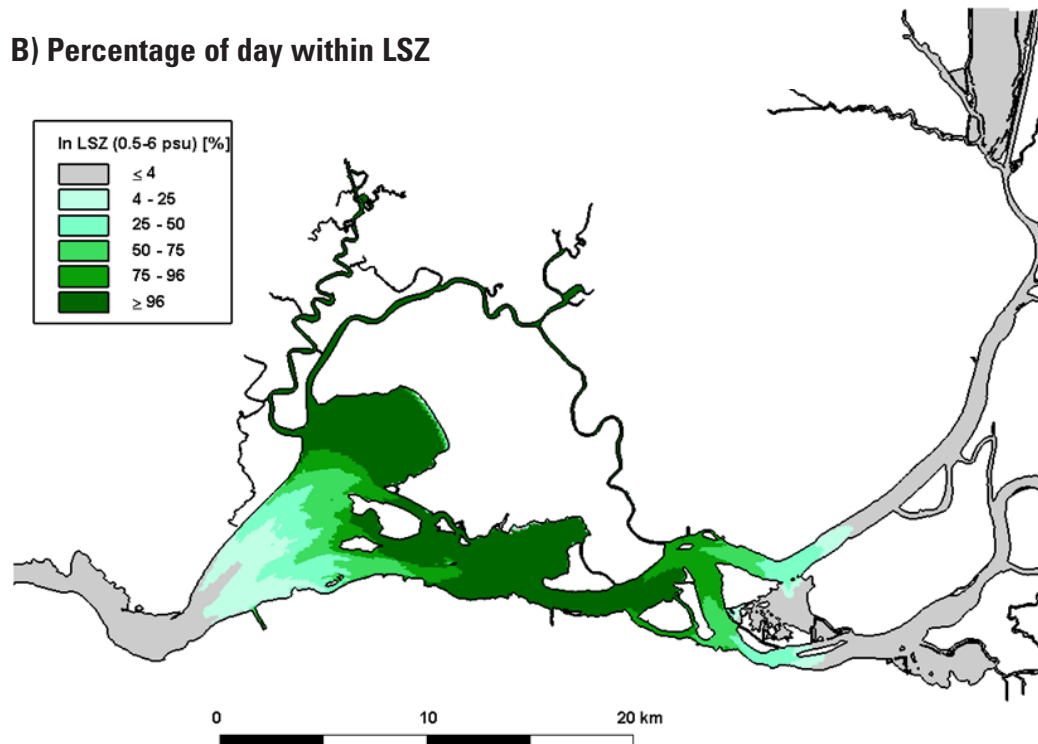 B) Percentage of day within LSZ
In LSZ (0.5-6 psu) [%]
≤ 4
4 - 25
25 - 50
50 - 75
75 - 96
≥ 96
0 10 20 km